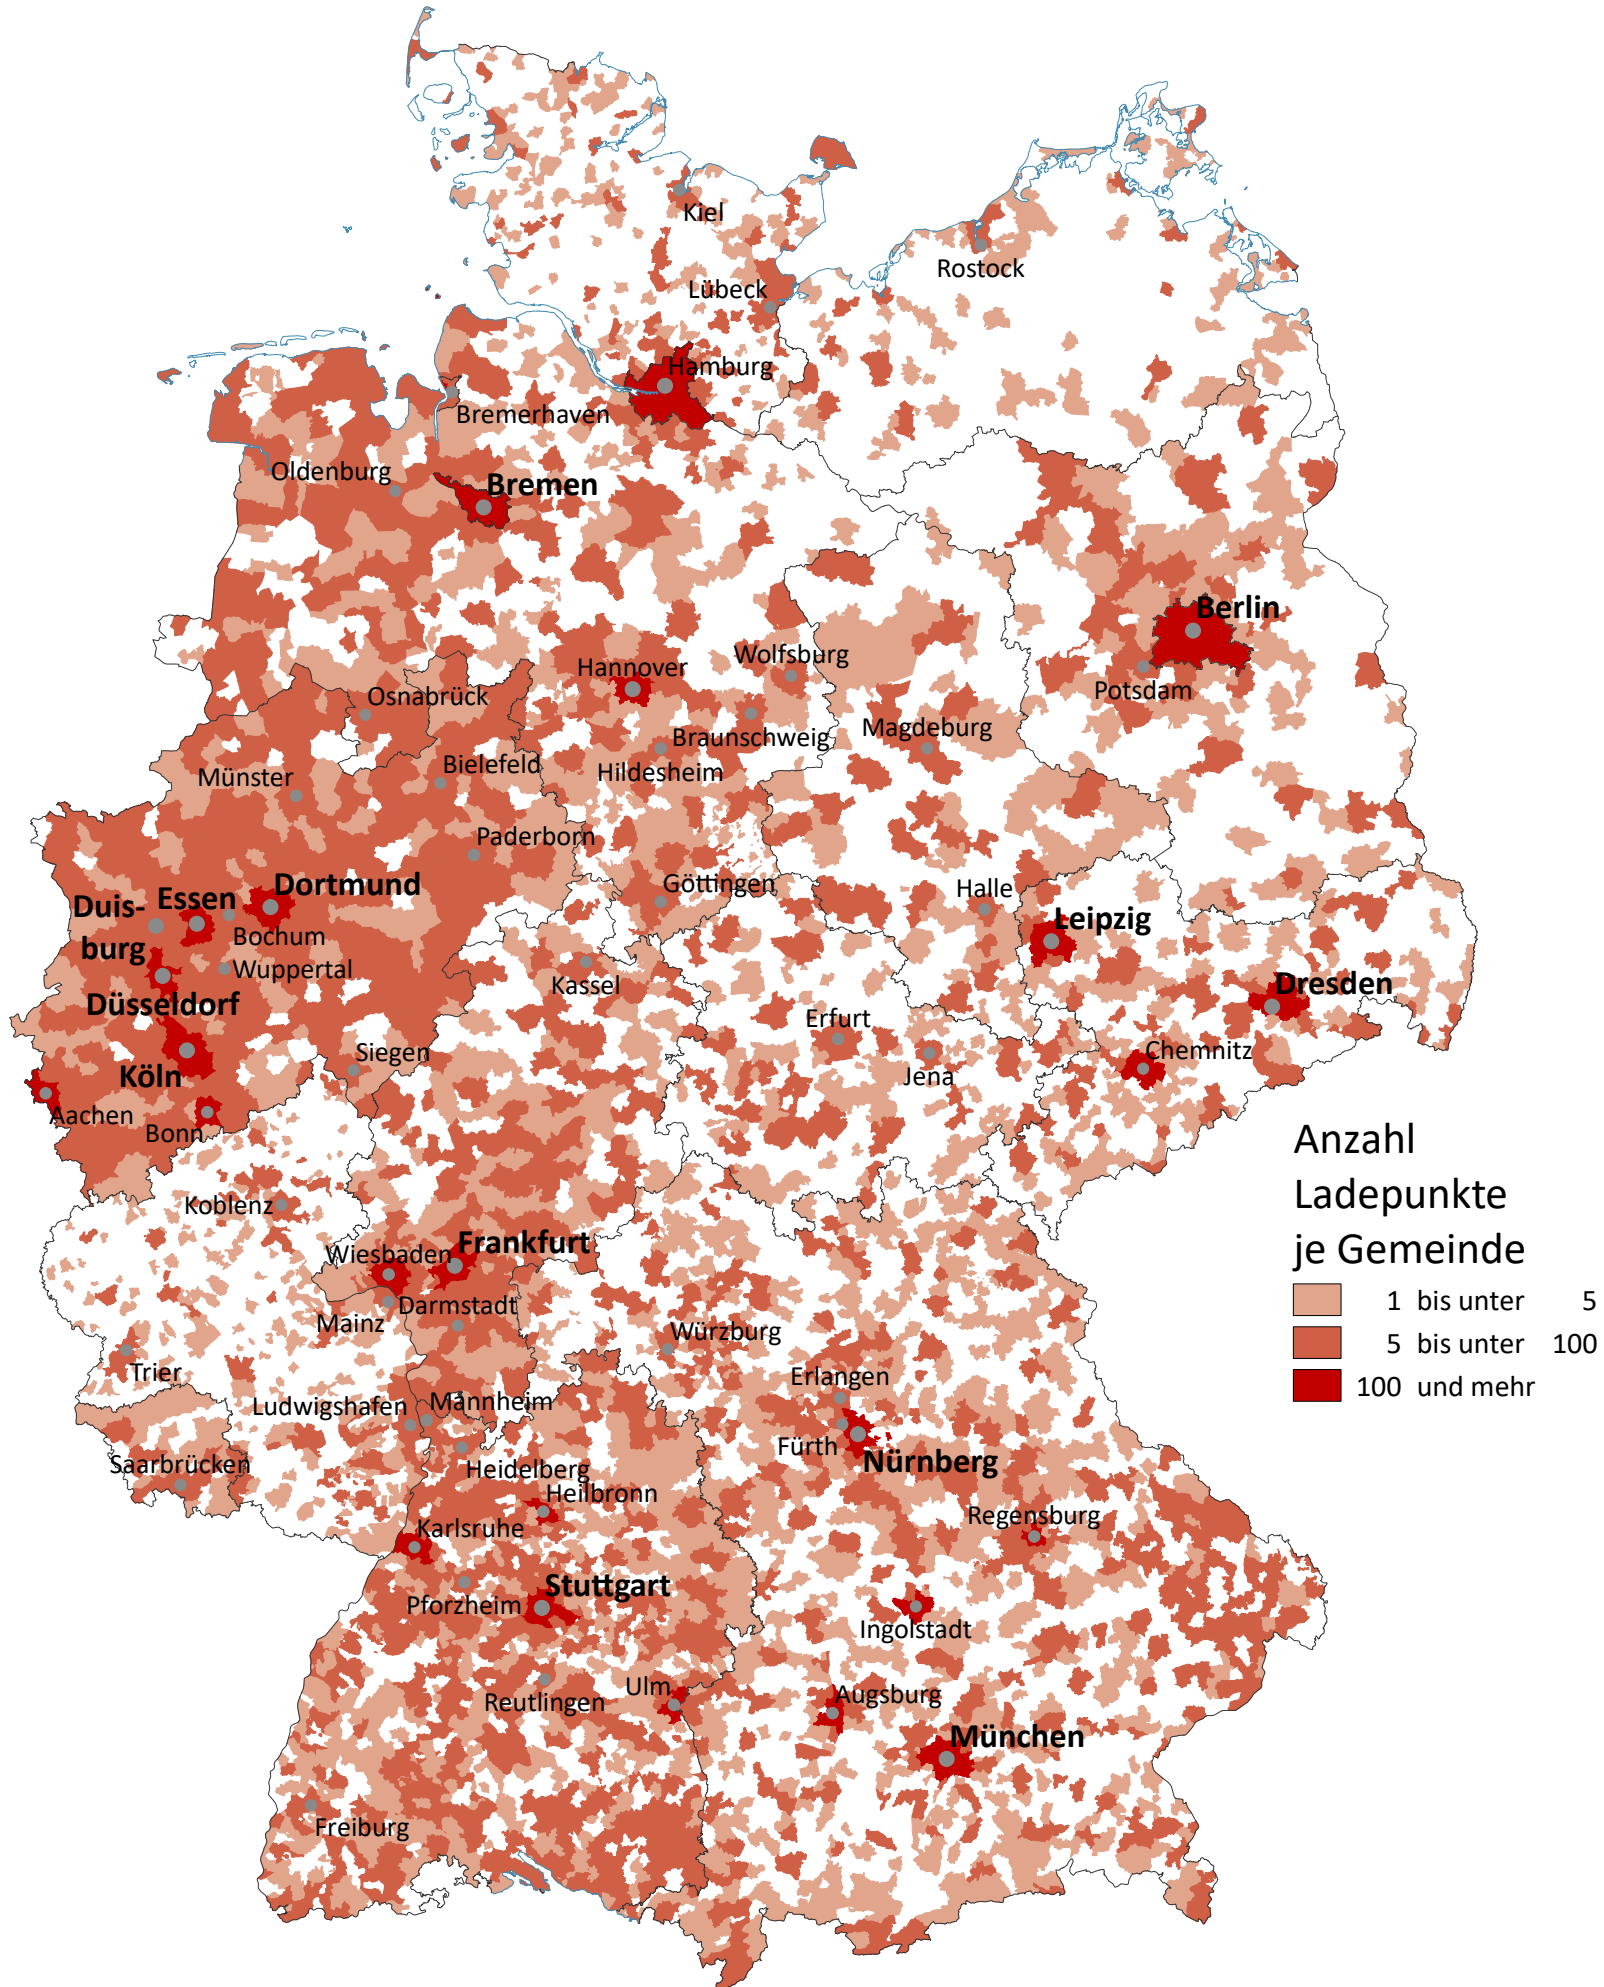 Kiel
Rostock
Lübeck
Hamburg
Bremerhaven
Oldenburg
Bremen
Berlin
Hannover
Wolfsburg
Potsdam
Osnabrück
Magdeburg
Braunschweig
Bielefeld
Hildesheim
Münster
Paderborn
Göttingen
Halle
Dortmund
Essen
Duis-
burg
Bochum
Leipzig
Wuppertal
Kassel
Dresden
Düsseldorf
Erfurt
Siegen
Chemnitz
Köln
Jena
Aachen
Bonn
Anzahl
Ladepunkte
je Gemeinde
1 bis unter 5
5 bis unter 100
100 und mehr
Koblenz
Frankfurt
Wiesbaden
Darmstadt
Mainz
Würzburg
Trier
Erlangen
Ludwigshafen
Mannheim
Fürth
Nürnberg
Saarbrücken
Heidelberg
Heilbronn
Regensburg
Karlsruhe
Stuttgart
Pforzheim
Ingolstadt
Reutlingen
Ulm
Augsburg
München
Freiburg